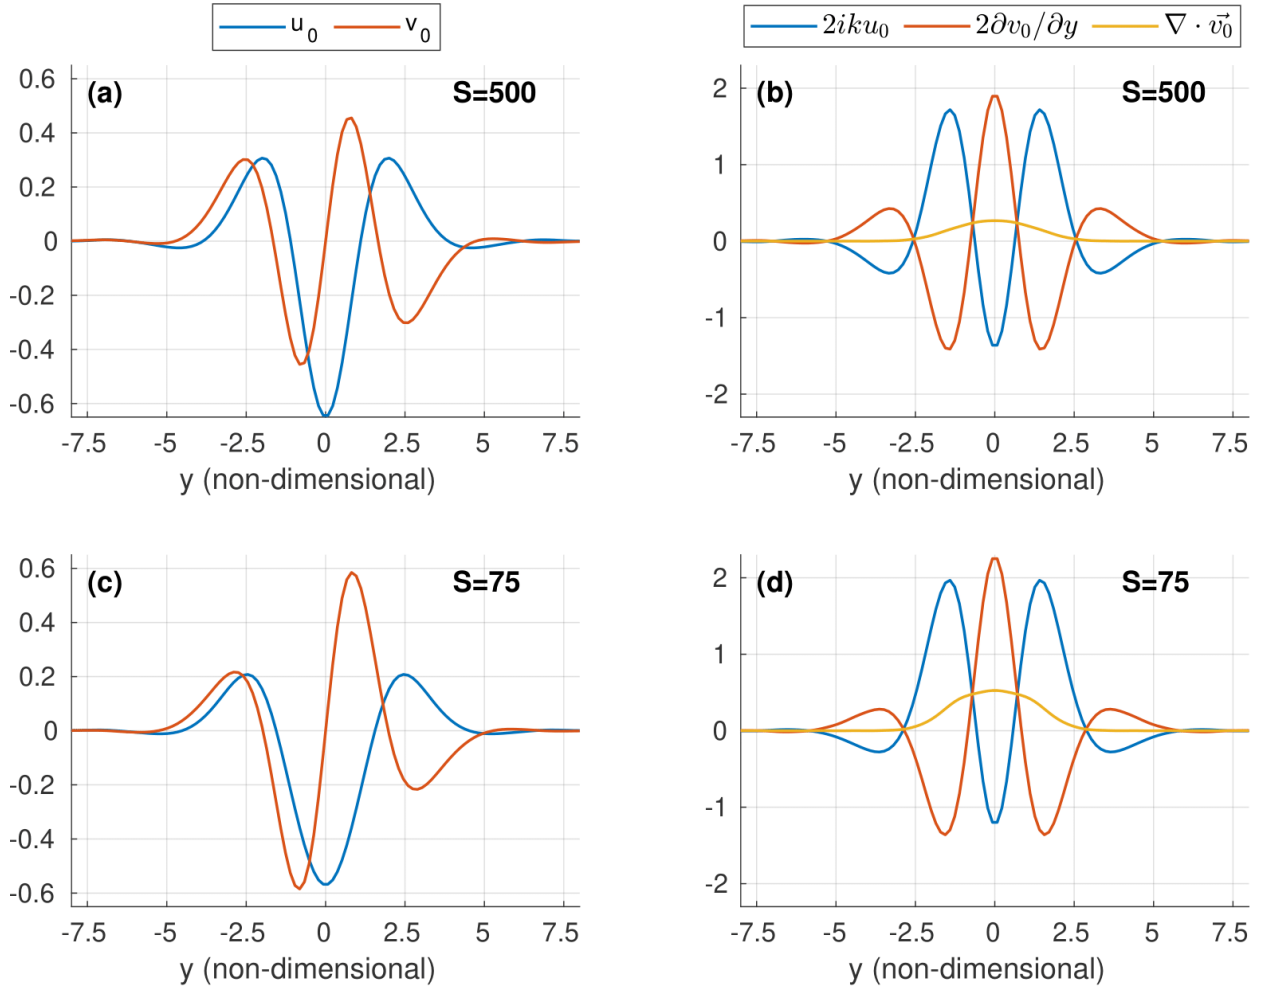 u0 v0
2iku0 2∂v0/∂y ∇ · v⃗0
(a) S=500
0.6
0.4
0.2
0
-0.2
-0.4
-0.6
-7.5 -5 -2.5 0 2.5 5 7.5
y (non-dimensional)
(b) S=500
2
1
0
-1
-2
-7.5 -5 -2.5 0 2.5 5 7.5
y (non-dimensional)
(c) S=75
0.6
0.4
0.2
0
-0.2
-0.4
-0.6
-7.5 -5 -2.5 0 2.5 5 7.5
y (non-dimensional)
(d) S=75
2
1
0
-1
-2
-7.5 -5 -2.5 0 2.5 5 7.5
y (non-dimensional)